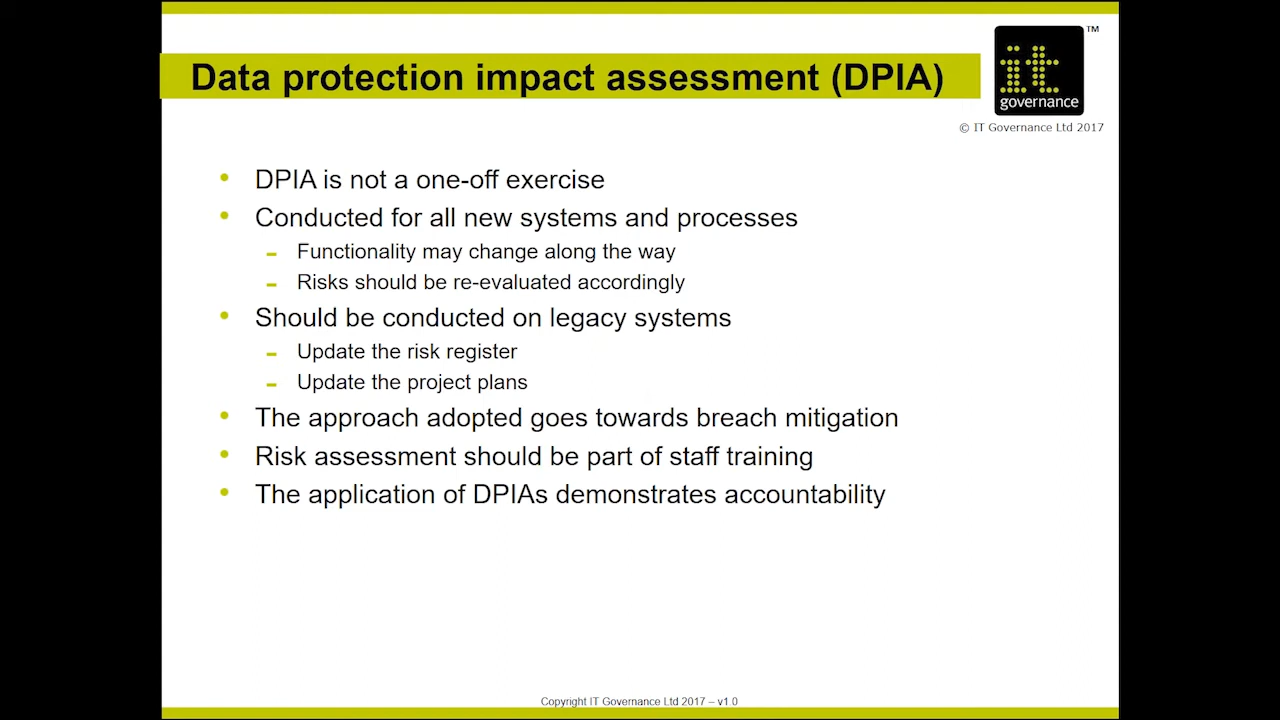 Data protection impact assessment (DPIA)
TM
it
governance
© IT Governance Ltd 2017
• DPIA is not a one-off exercise
• Conducted for all new systems and processes
– Functionality may change along the way
– Risks should be re-evaluated accordingly
• Should be conducted on legacy systems
– Update the risk register
– Update the project plans
• The approach adopted goes towards breach mitigation
• Risk assessment should be part of staff training
• The application of DPIAs demonstrates accountability
Copyright IT Governance Ltd 2017 – v1.0